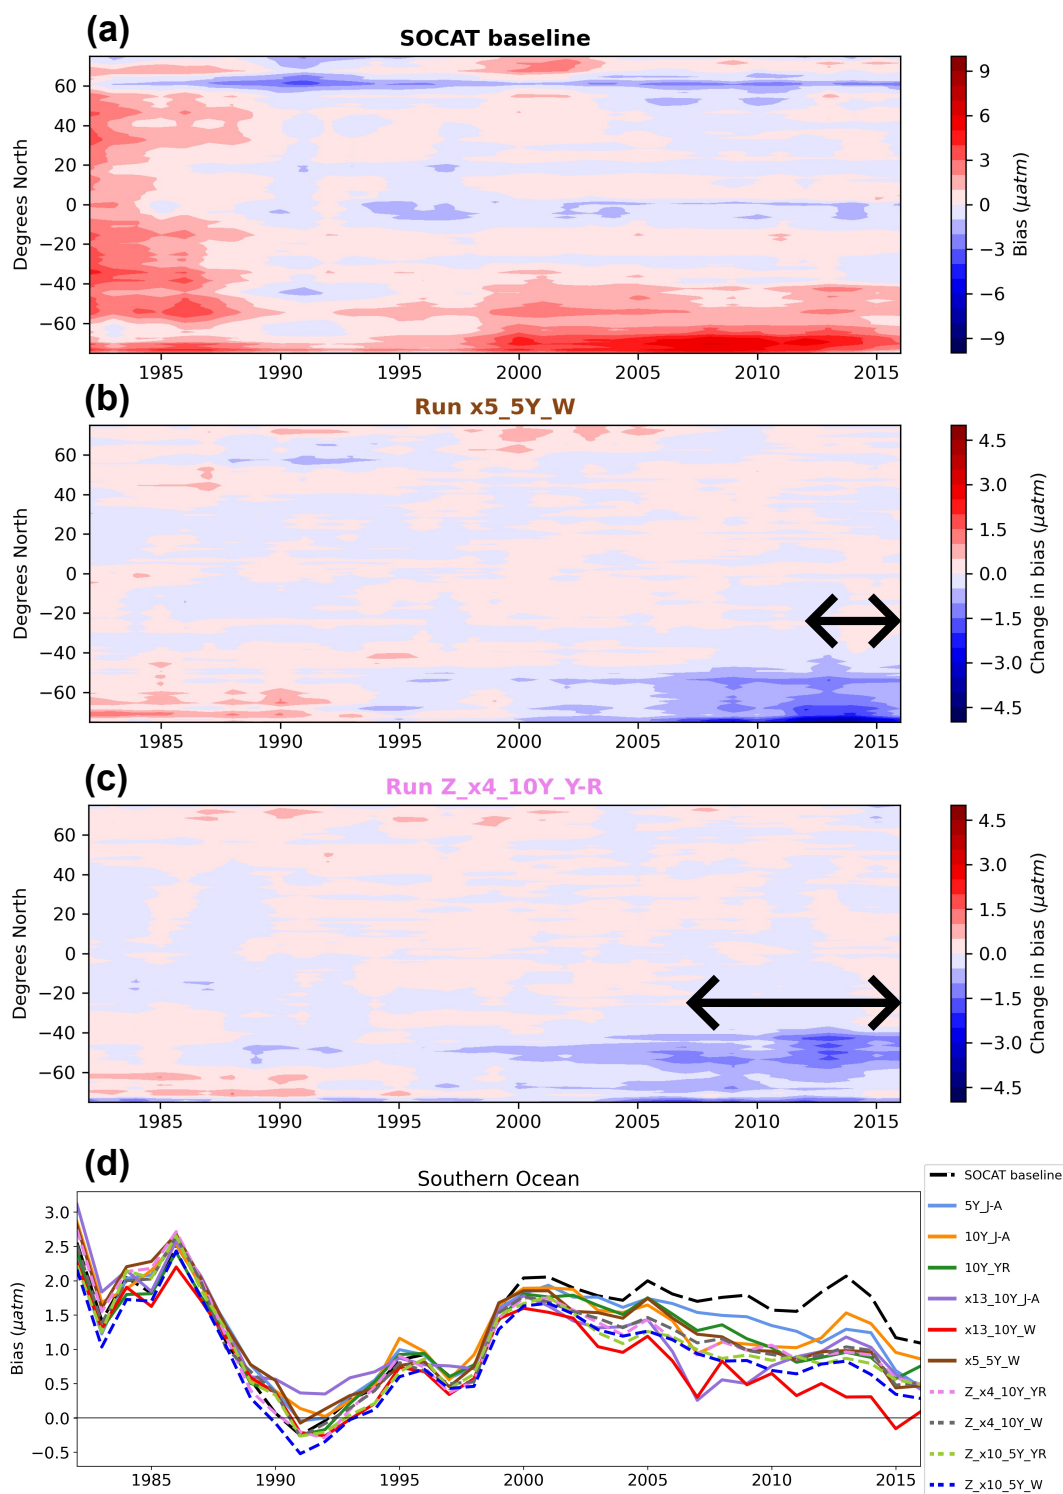 (a)
SOCAT baseline
60
40
20
0
−20
−40
−60
Degrees North
1985 1990 1995 2000 2005 2010 2015
9
6
3
0
−3
−6
−9
Bias (μatm)
(b)
Run x5_5Y_W
60
40
20
0
−20
−40
−60
Degrees North
1985 1990 1995 2000 2005 2010 2015
4.5
3.0
1.5
0.0
−1.5
−3.0
−4.5
Change in bias (μatm)
(c)
Run Z_x4_10Y_Y-R
60
40
20
0
−20
−40
−60
Degrees North
1985 1990 1995 2000 2005 2010 2015
4.5
3.0
1.5
0.0
−1.5
−3.0
−4.5
Change in bias (μatm)
(d)
Southern Ocean
3.0
2.5
2.0
1.5
1.0
0.5
0.0
−0.5
Bias (μatm)
1985 1990 1995 2000 2005 2010 2015
SOCAT baseline
5Y_J-A
10Y_J-A
10Y_YR
x13_10Y_J-A
x13_10Y_W
x5_5Y_W
Z_x4_10Y_YR
Z_x4_10Y_W
Z_x10_5Y_YR
Z_x10_5Y_W